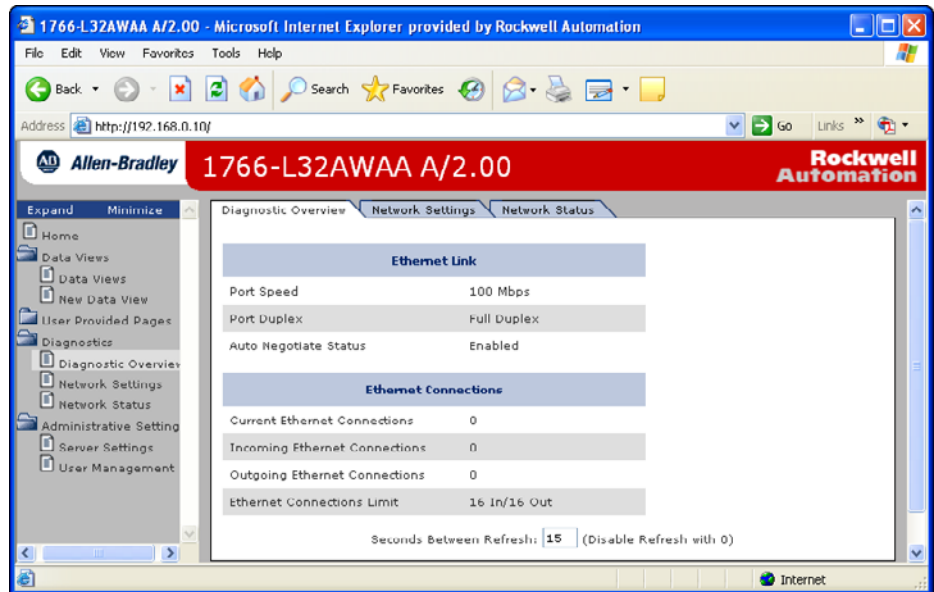 1766-L32AWAA A/2.00 - Microsoft Internet Explorer provided by Rockwell Automation
File Edit View Favorites Tools Help
Back Search Favorites
Address http://192.168.0.10/ Go Links »
AB Allen-Bradley 1766-L32AWAA A/2.00 Rockwell Automation
Expand Minimize
Home
Data Views
Data Views
New Data View
User Provided Pages
Diagnostics
Diagnostic Overview
Network Settings
Network Status
Administrative Setting
Server Settings
User Management
Diagnostic Overview Network Settings Network Status
Ethernet Link
Port Speed 100 Mbps
Port Duplex Full Duplex
Auto Negotiate Status Enabled
Ethernet Connections
Current Ethernet Connections 0
Incoming Ethernet Connections 0
Outgoing Ethernet Connections 0
Ethernet Connections Limit 16 In/16 Out
Seconds Between Refresh: 15 (Disable Refresh with 0)
Internet